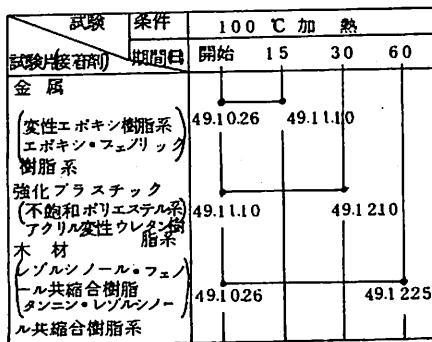 試験 条件 100℃加熱
試験片(接着剤) 期間日 開始 15 30 60
金属
(変性エポキシ樹脂系 49.10.26 49.11.10
エポキシ・フェノリック)
樹脂系
強化プラスチック
(不飽和ポリエステル系) 49.11.10 49.12.10
アクリル変性ウレタン樹
脂系
木材
(レゾルシノール・フェノ
ール共縮合樹脂 49.10.26 49.12.25
タンニン・レゾルシノー)
ル共縮合樹脂系